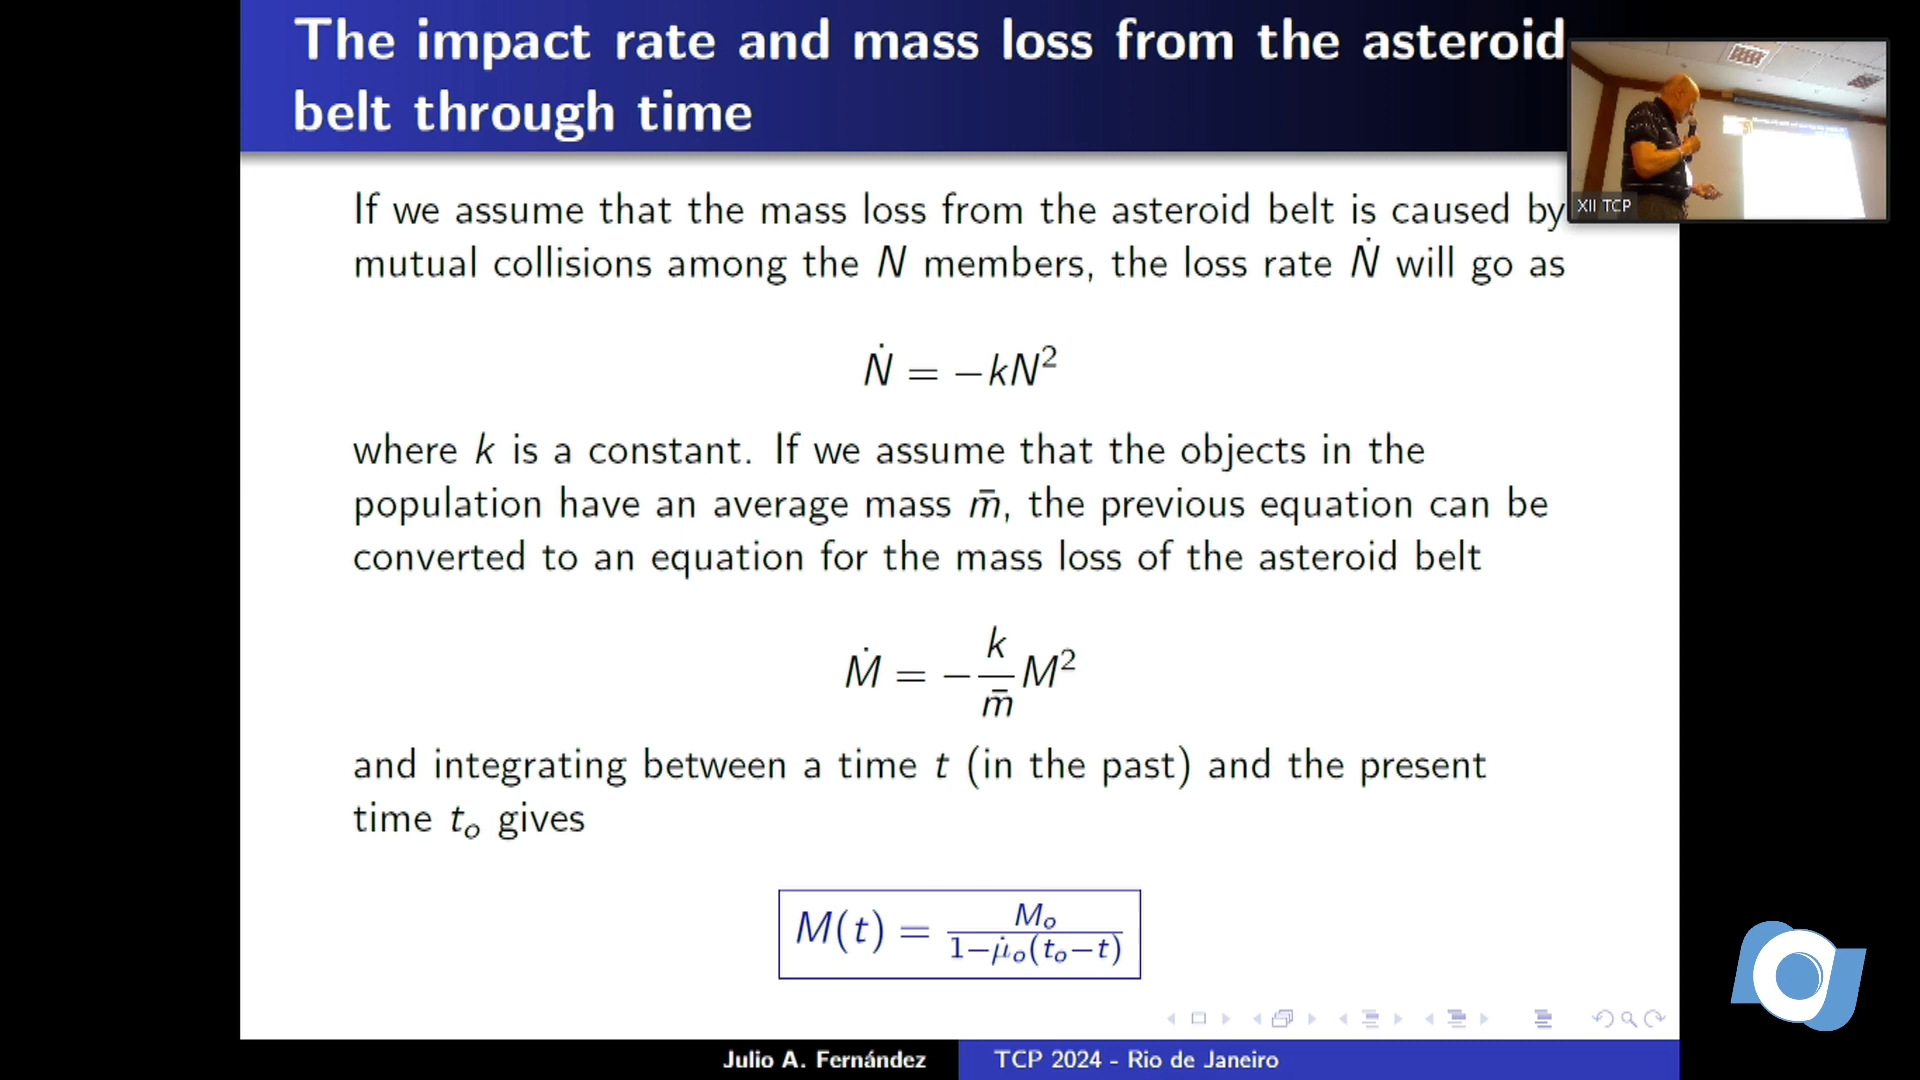 The impact rate and mass loss from the asteroid
belt through time
XII TCP
If we assume that the mass loss from the asteroid belt is caused by
mutual collisions among the N members, the loss rate Ṅ will go as
Ṅ = −kN²
where k is a constant. If we assume that the objects in the
population have an average mass m̄, the previous equation can be
converted to an equation for the mass loss of the asteroid belt
Ṁ = −k/m̄ M²
and integrating between a time t (in the past) and the present
time tₒ gives
M(t) = Mₒ / 1−μ̇ₒ(tₒ−t)
Julio A. Fernández
TCP 2024 - Rio de Janeiro